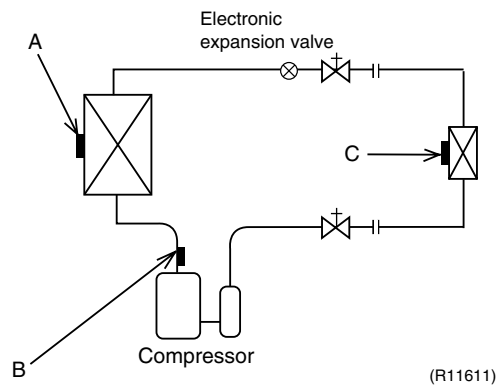 Electronic
expansion valve
A
C
B
Compressor
(R11611)